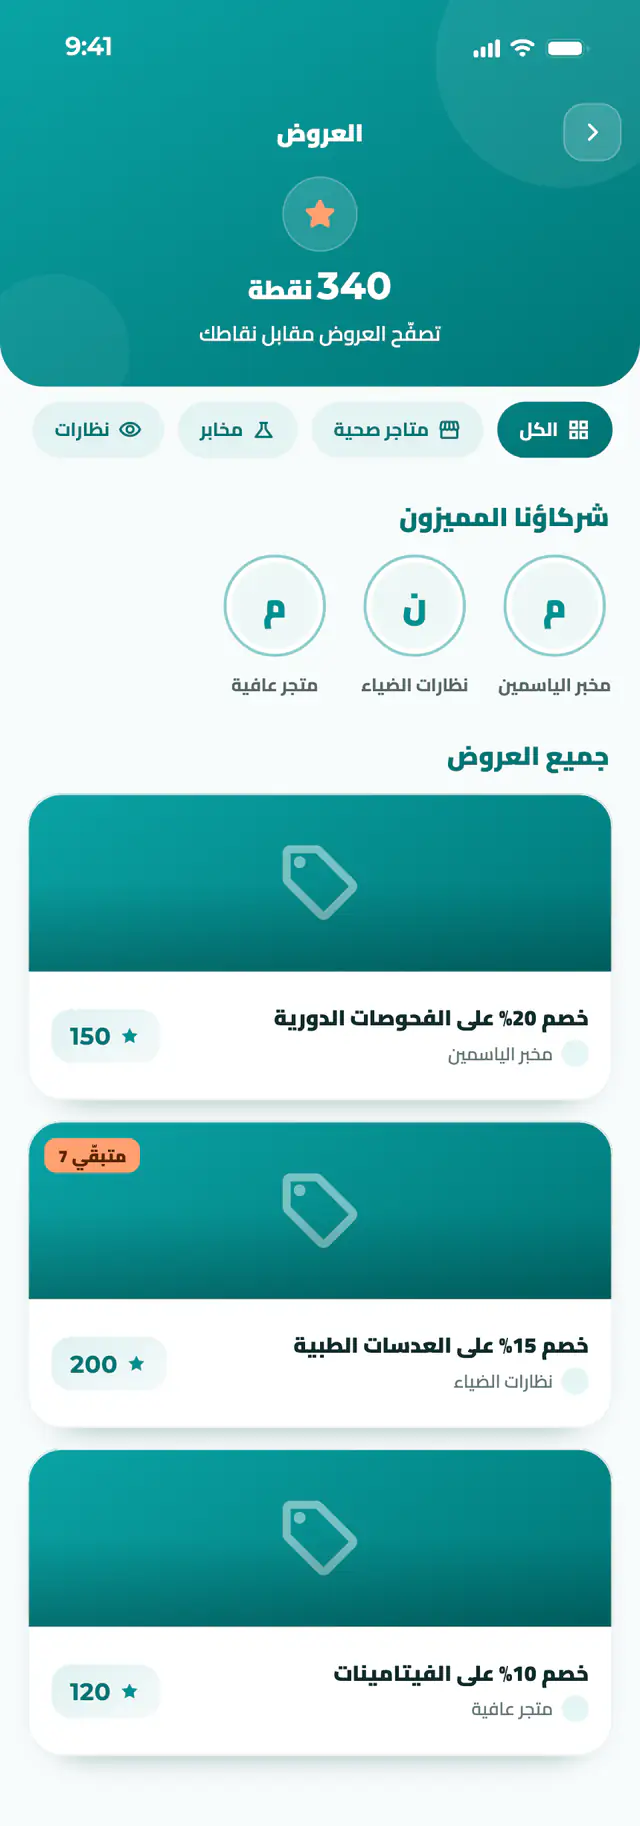 9:41
العروض
340 نقطة
تصفّح العروض مقابل نقاطك
الكل
متاجر صحية
مخابر
نظارات
شركاؤنا المميزون
م
ن
م
مخبر الياسمين
نظارات الضياء
متجر عافية
جميع العروض
خصم 20% على الفحوصات الدورية
مخبر الياسمين
150
متبقّي 7
خصم 15% على العدسات الطبية
نظارات الضياء
200
خصم 10% على الفيتامينات
متجر عافية
120